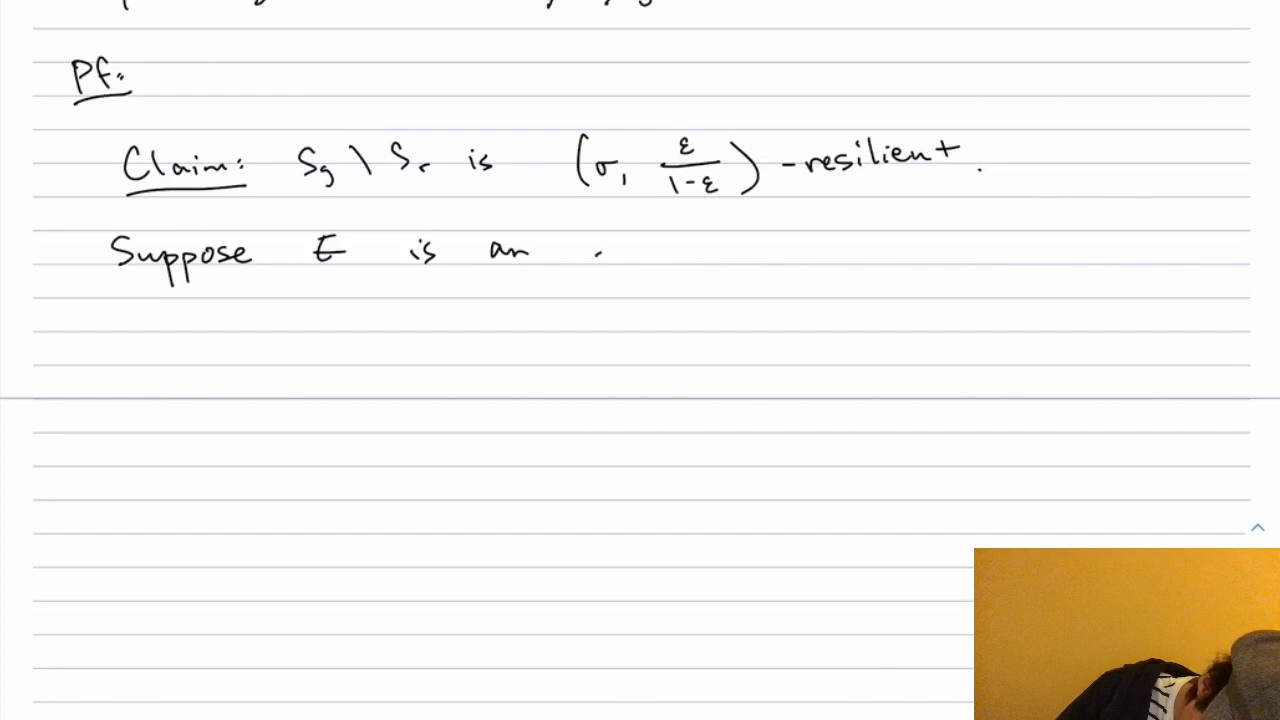 Pf:
Claim: S_g \ S_r is (σ, ε/(1-ε)) -resilient.
Suppose E is an